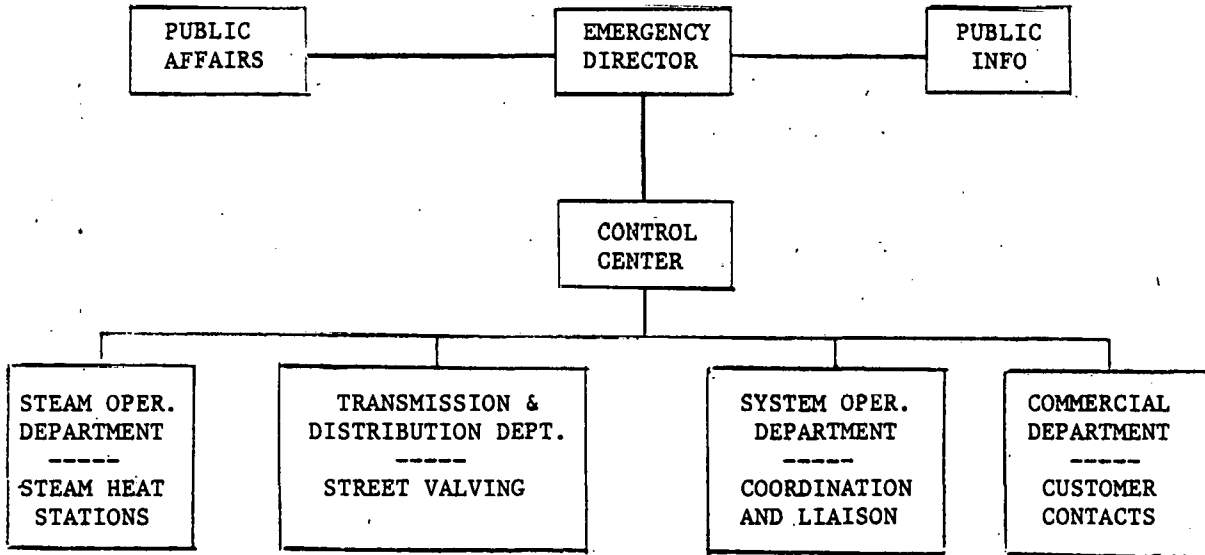 PUBLIC
AFFAIRS
EMERGENCY
DIRECTOR
PUBLIC
INFO
CONTROL
CENTER
STEAM OPER.
DEPARTMENT
-----
STEAM HEAT
STATIONS
TRANSMISSION &
DISTRIBUTION DEPT.
-----
STREET VALVING
SYSTEM OPER.
DEPARTMENT
-----
COORDINATION
AND LIAISON
COMMERCIAL
DEPARTMENT
-----
CUSTOMER
CONTACTS